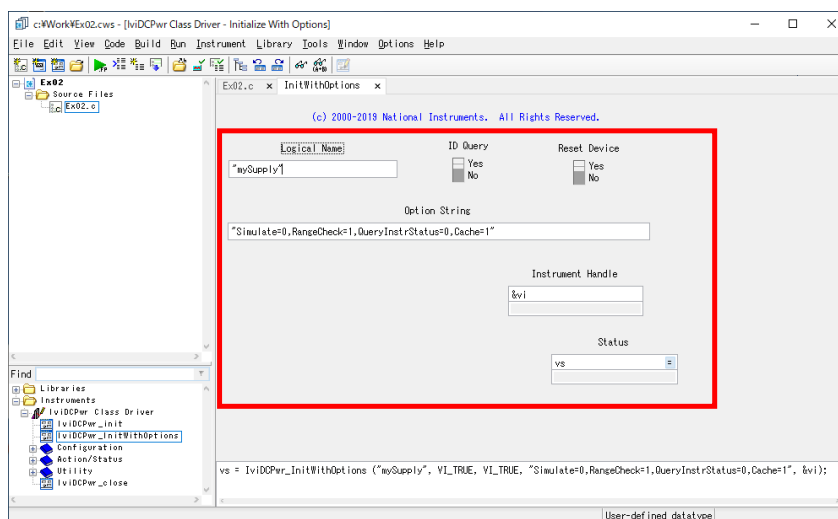 c:¥Work¥Ex02.cws - [IviDCPwr Class Driver - Initialize With Options]
File Edit View Code Build Run Instrument Library Tools Window Options Help
Ex02
Source Files
Ex02.c
Ex02.c × InitWithOptions ×
(c) 2000-2019 National Instruments. All Rights Reserved.
Logical Name
"mySupply"
ID Query
Yes
No
Reset Device
Yes
No
Option String
"Simulate=0,RangeCheck=1,QueryInstrStatus=0,Cache=1"
Instrument Handle
&vi
Status
vs
Find
Libraries
Instruments
IviDCPwr Class Driver
IviDCPwr_init
IviDCPwr_InitWithOptions
Configuration
Action/Status
Utility
IviDCPwr_close
vs = IviDCPwr_InitWithOptions ("mySupply", VI_TRUE, VI_TRUE, "Simulate=0,RangeCheck=1,QueryInstrStatus=0,Cache=1", &vi);
User-defined datatype